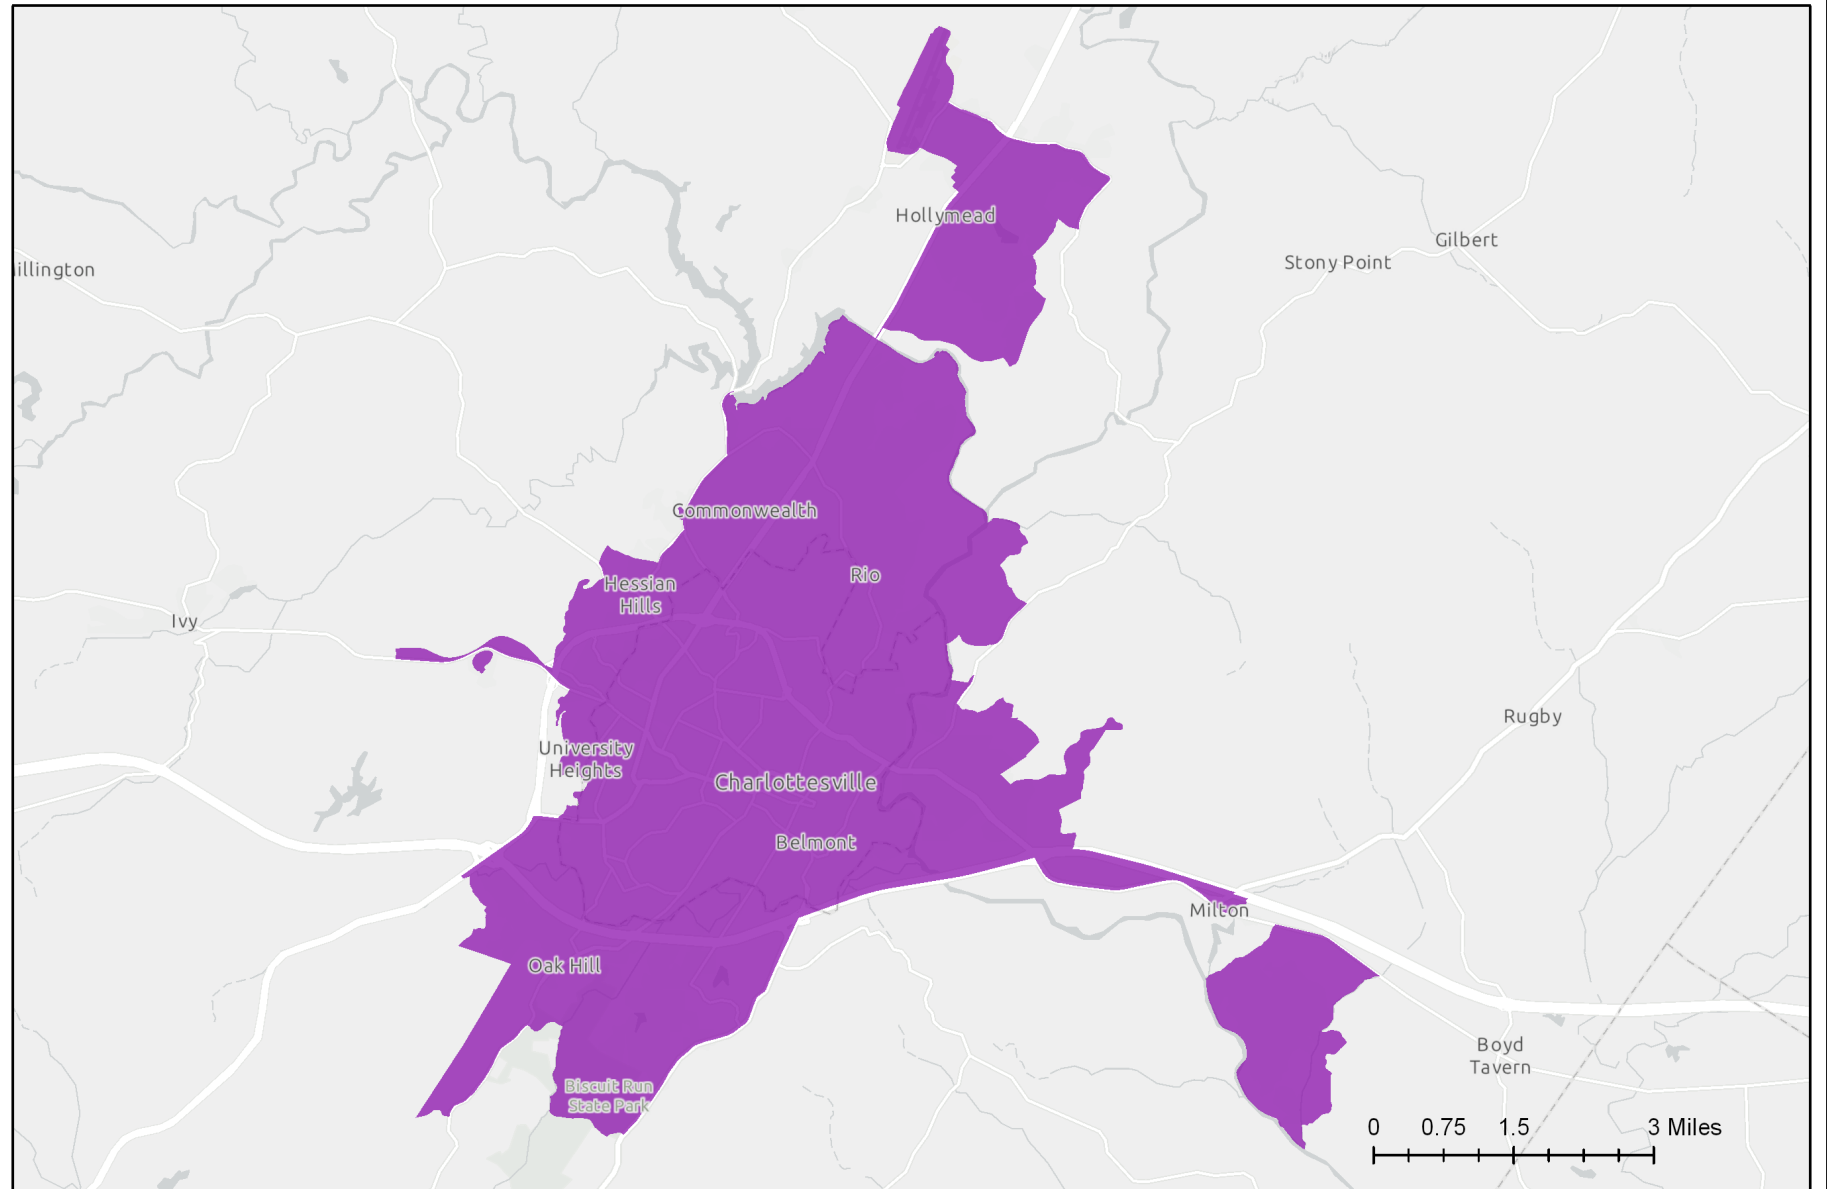 Hollymead
Gilbert
Stony Point
illington
Commonwealth
Rio
Hessian
Hills
Ivy
Rugby
University
Heights
Charlottesville
Belmont
Milton
Oak Hill
Boyd
Tavern
Biscuit Run
State Park
0 0.75 1.5 3 Miles